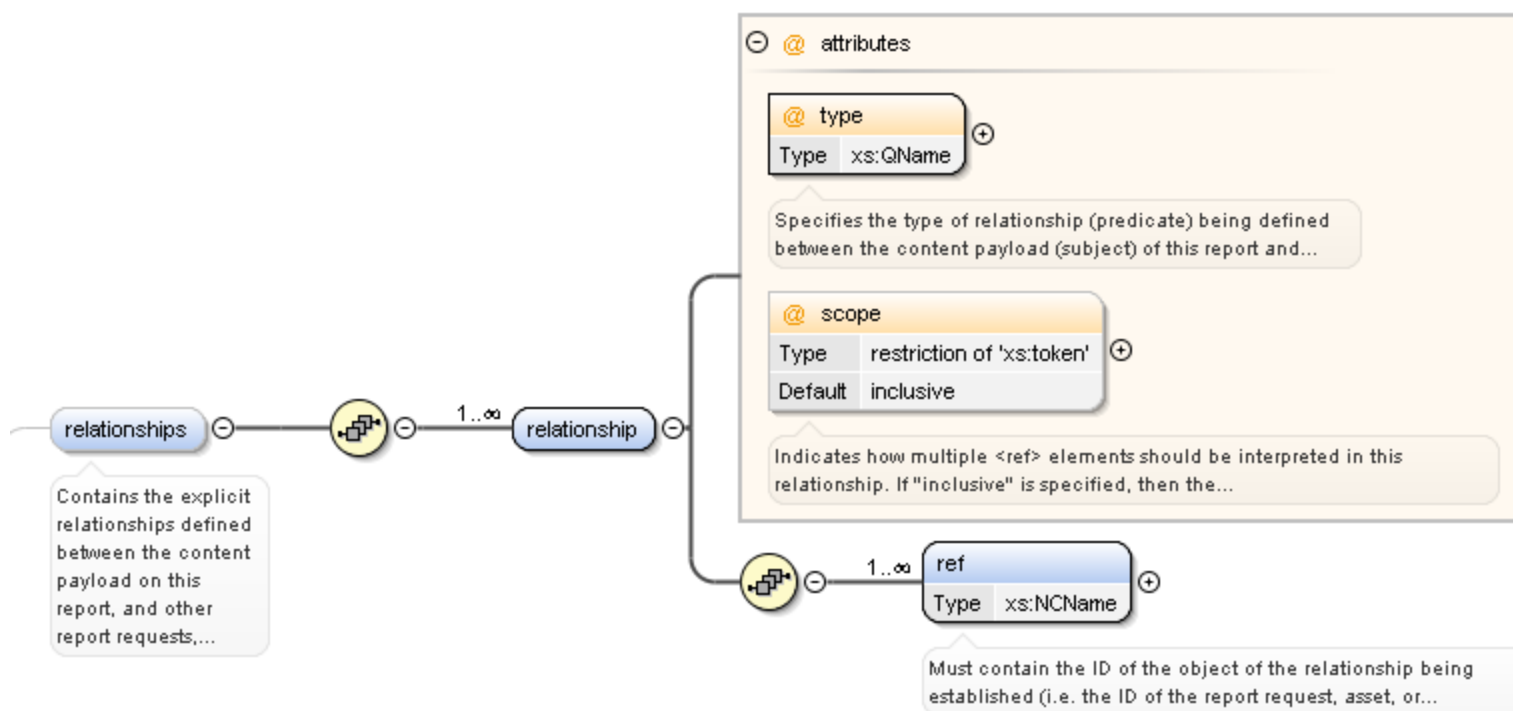 @ attributes
@ type
Type xs:QName
Specifies the type of relationship (predicate) being defined
between the content payload (subject) of this report and...
@ scope
Type restriction of 'xs:token'
Default inclusive
Indicates how multiple <ref> elements should be interpreted in this
relationship. If "inclusive" is specified, then the...
relationships
1..∞
relationship
Contains the explicit
relationships defined
between the content
payload on this
report, and other
report requests,...
1..∞
ref
Type xs:NCName
Must contain the ID of the object of the relationship being
established (i.e. the ID of the report request, asset, or...